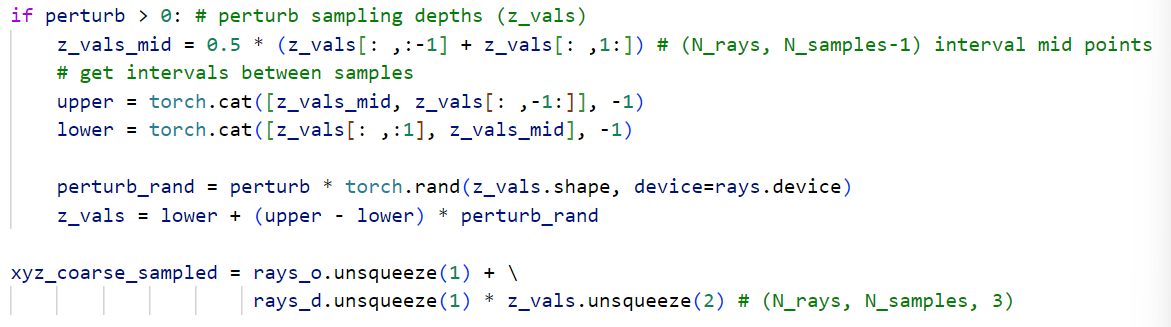 if perturb > 0: # perturb sampling depths (z_vals)
    z_vals_mid = 0.5 * (z_vals[: ,:-1] + z_vals[: ,1:]) # (N_rays, N_samples-1) interval mid points
    # get intervals between samples
    upper = torch.cat([z_vals_mid, z_vals[: ,-1:]], -1)
    lower = torch.cat([z_vals[: ,:1], z_vals_mid], -1)

    perturb_rand = perturb * torch.rand(z_vals.shape, device=rays.device)
    z_vals = lower + (upper - lower) * perturb_rand

xyz_coarse_sampled = rays_o.unsqueeze(1) + \
                     rays_d.unsqueeze(1) * z_vals.unsqueeze(2) # (N_rays, N_samples, 3)